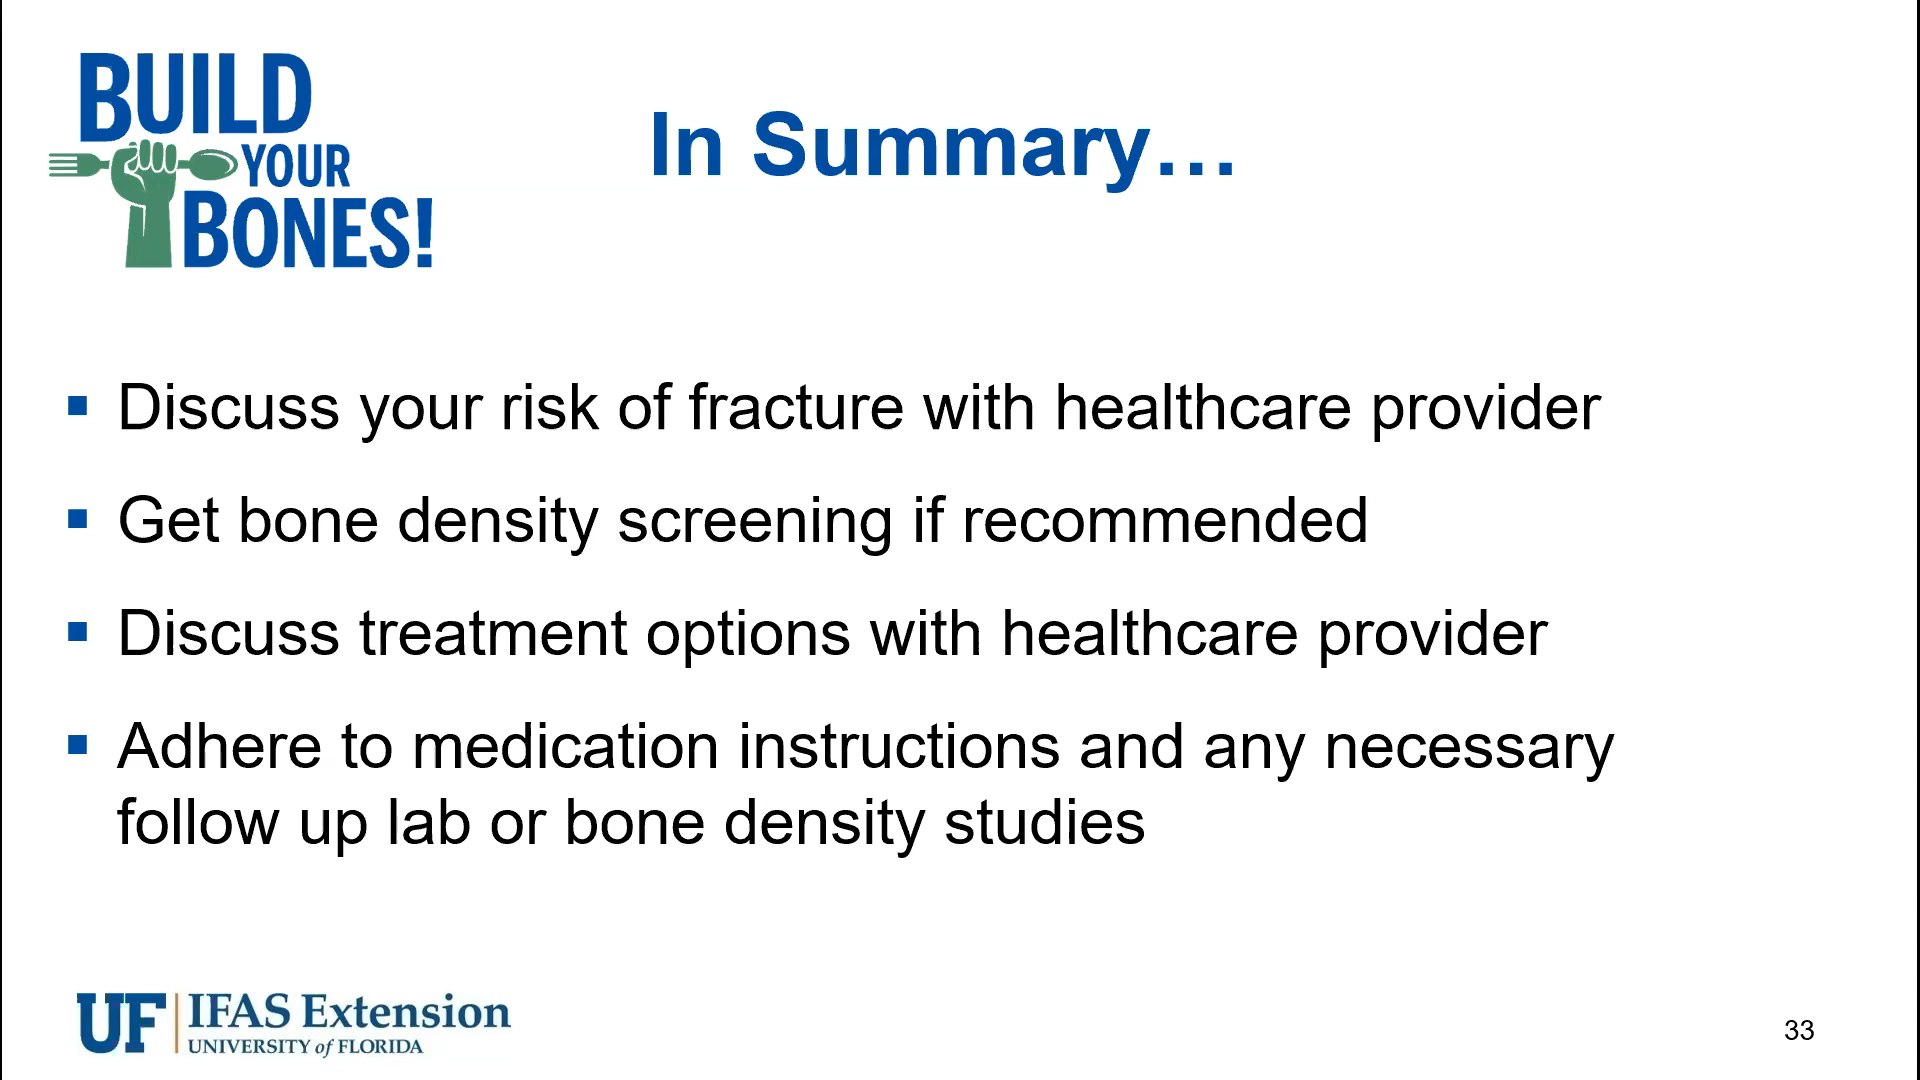 BUILD
YOUR
BONES!
In Summary…
▪ Discuss your risk of fracture with healthcare provider
▪ Get bone density screening if recommended
▪ Discuss treatment options with healthcare provider
▪ Adhere to medication instructions and any necessary
follow up lab or bone density studies
UF IFAS Extension
UNIVERSITY of FLORIDA
33